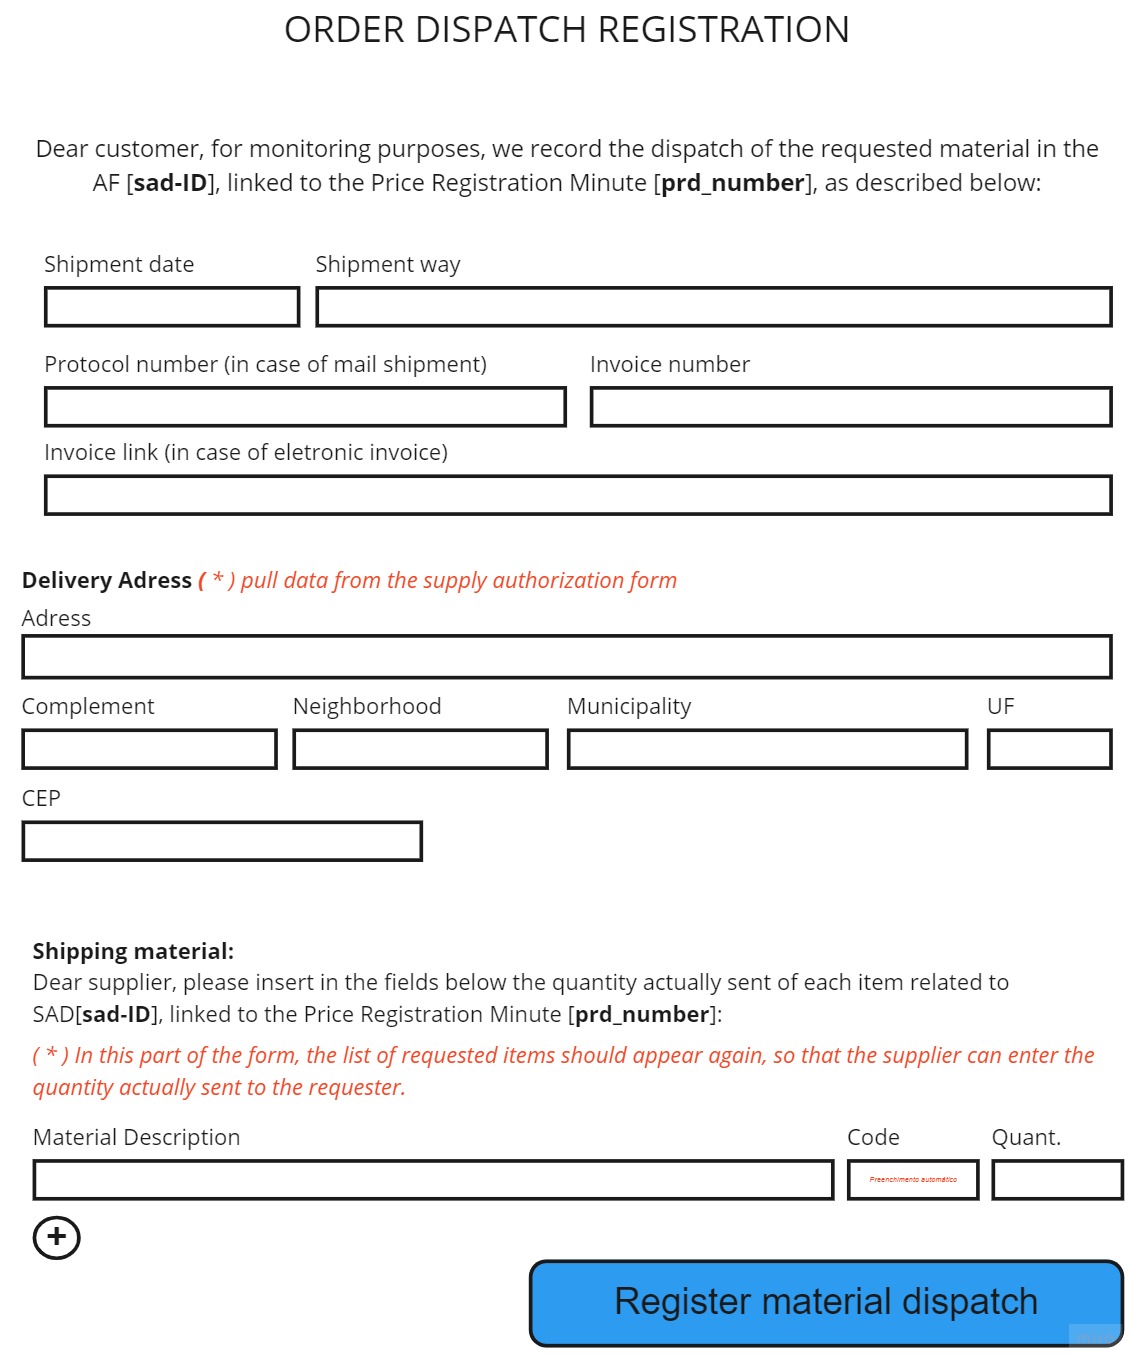 ORDER DISPATCH REGISTRATION
Dear customer, for monitoring purposes, we record the dispatch of the requested material in the
AF [sad-ID], linked to the Price Registration Minute [prd_number], as described below:
Shipment date Shipment way
Protocol number (in case of mail shipment) Invoice number
Invoice link (in case of eletronic invoice)
Delivery Adress ( * ) pull data from the supply authorization form
Adress
Complement Neighborhood Municipality UF
CEP
Shipping material:
Dear supplier, please insert in the fields below the quantity actually sent of each item related to
SAD[sad-ID], linked to the Price Registration Minute [prd_number]:
( * ) In this part of the form, the list of requested items should appear again, so that the supplier can enter the
quantity actually sent to the requester.
Material Description Code Quant.
Preenchimento automático
+
Register material dispatch